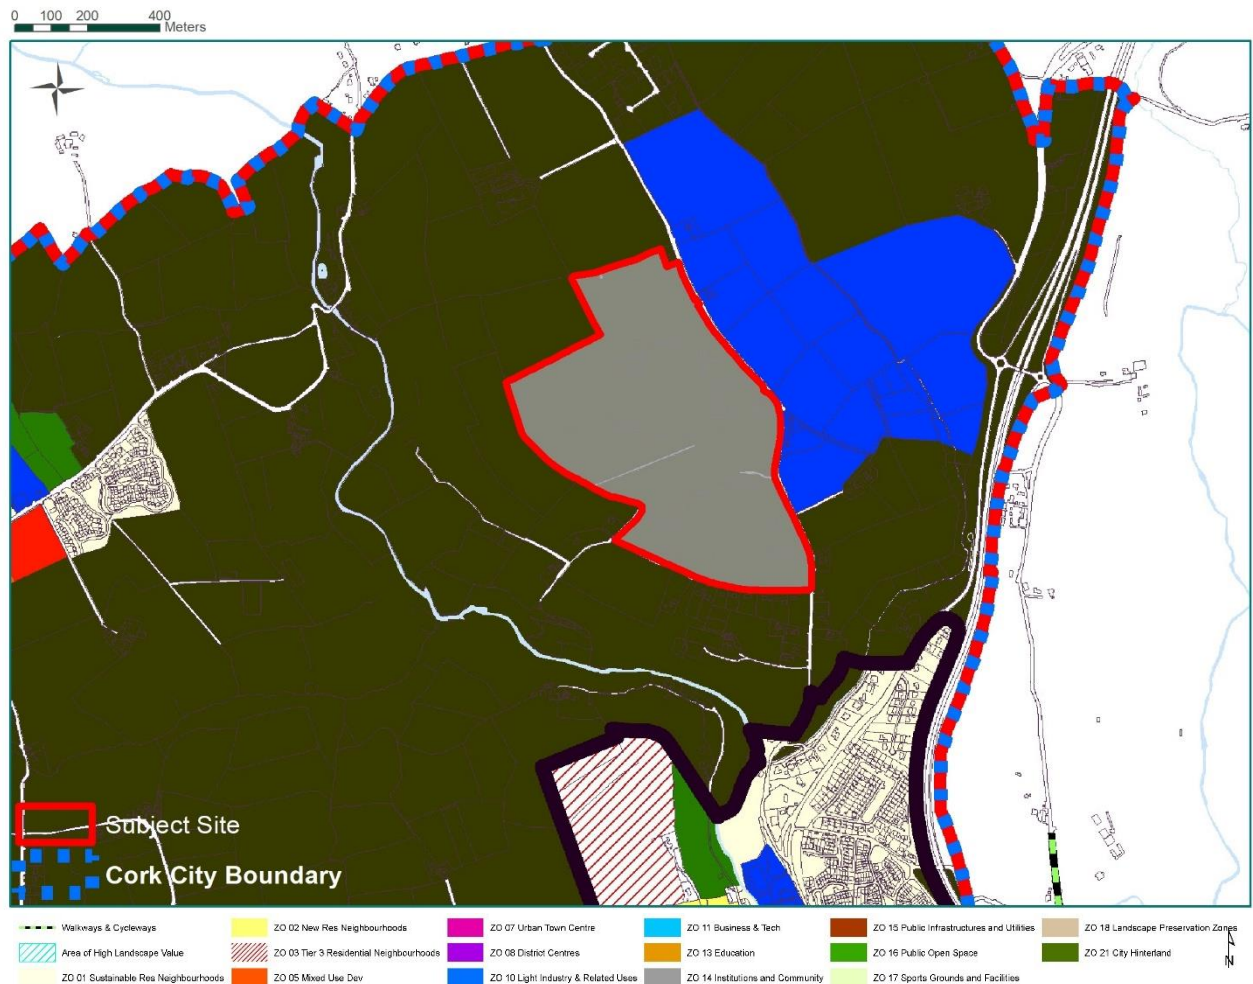 0 100 200 400
Meters
Subject Site
Cork City Boundary
Walkways & Cycleways
ZO 02 New Res Neighbourhoods
ZO 07 Urban Town Centre
ZO 11 Business & Tech
ZO 15 Public Infrastructures and Utilities
ZO 18 Landscape Preservation Zones
Area of High Landscape Value
ZO 03 Tier 3 Residential Neighbourhoods
ZO 08 District Centres
ZO 13 Education
ZO 16 Public Open Space
ZO 21 City Hinterland
ZO 01 Sustainable Res Neighbourhoods
ZO 05 Mixed Use Dev
ZO 10 Light Industry & Related Uses
ZO 14 Institutions and Community
ZO 17 Sports Grounds and Facilities
N